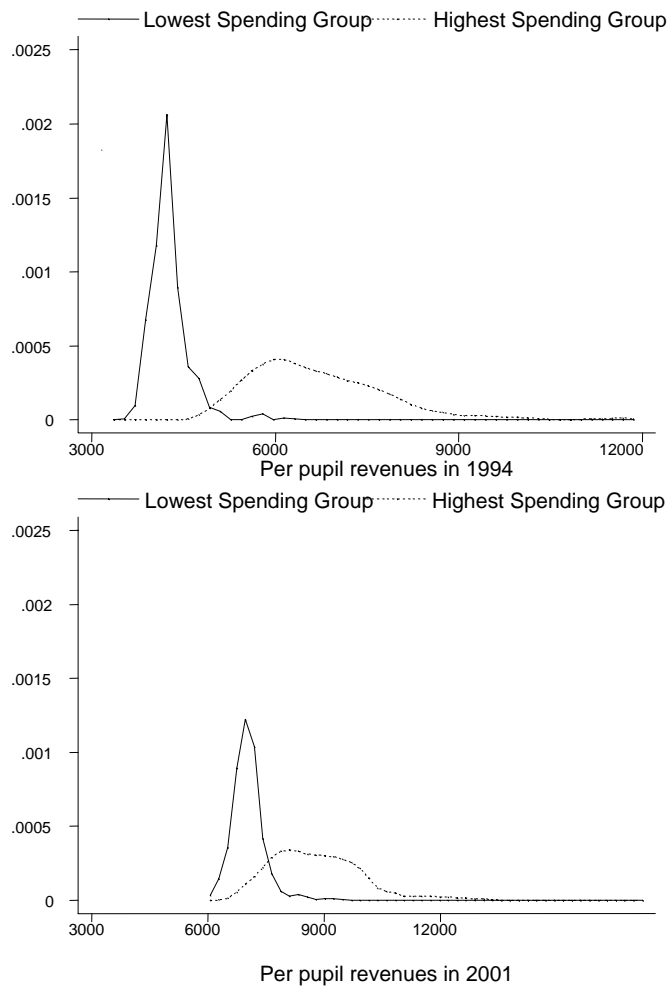 Lowest Spending Group Highest Spending Group
.0025
.002
.0015
.001
.0005
0
3000 6000 9000 12000
Per pupil revenues in 1994
Lowest Spending Group Highest Spending Group
.0025
.002
.0015
.001
.0005
0
3000 6000 9000 12000
Per pupil revenues in 2001